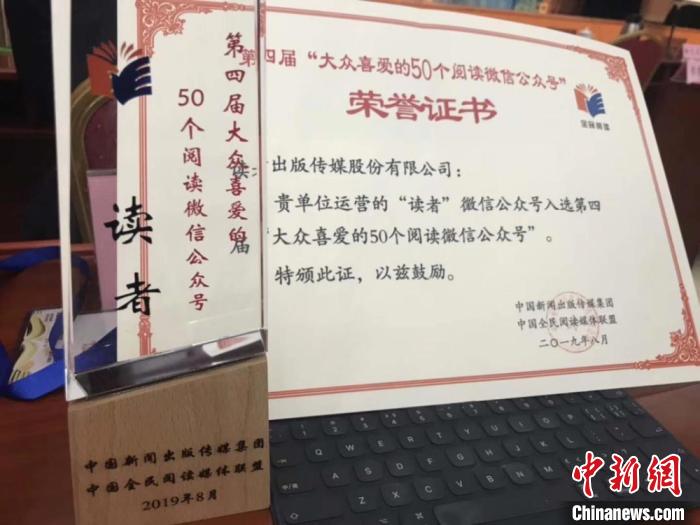 第四届大众喜爱的
50个阅读微信公众号
读者
中国新闻出版传媒集团
中国全民阅读媒体联盟
2019年8月
第四届“大众喜爱的50个阅读微信公众号”
荣誉证书
出版传媒股份有限公司：
贵单位运营的“读者”微信公众号入选第四
届“大众喜爱的50个阅读微信公众号”。
特颁此证，以兹鼓励。
中国新闻出版传媒集团
中国全民阅读媒体联盟
二〇一九年八月
中新网
Chinanews.com